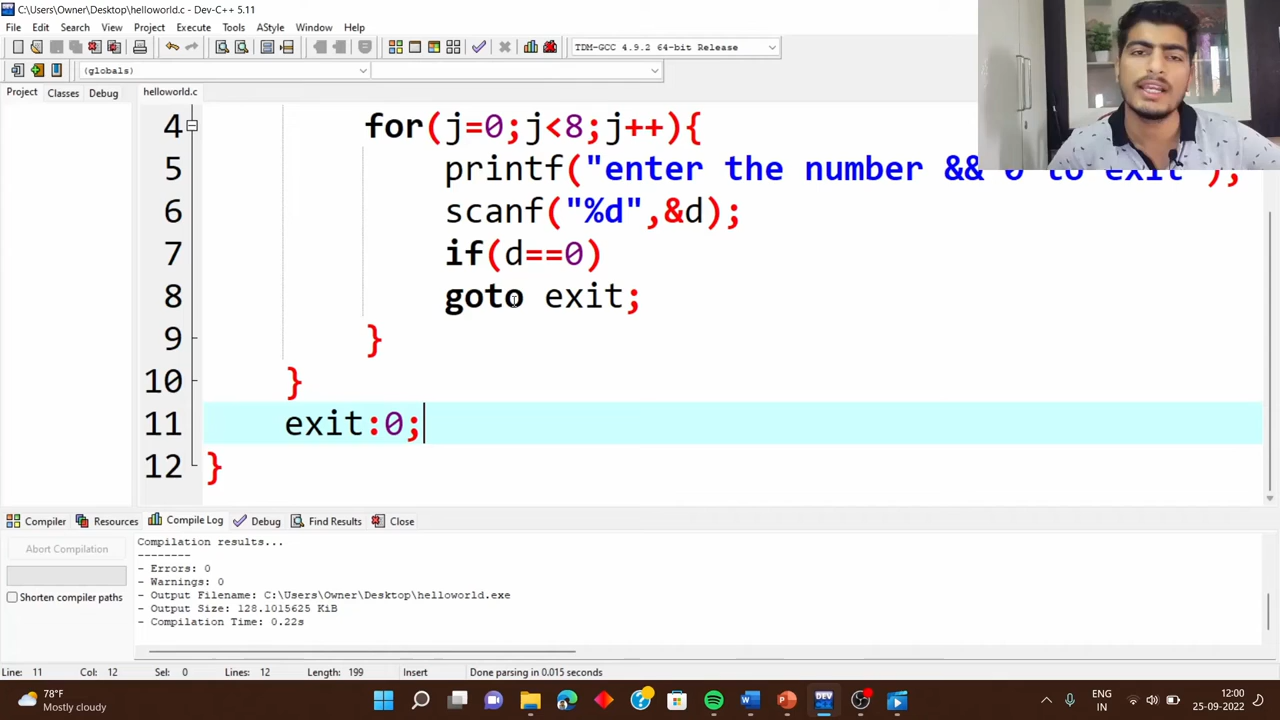 C:\Users\Owner\Desktop\helloworld.c - Dev-C++ 5.11
File Edit Search View Project Execute Tools AStyle Window Help
TDM-GCC 4.9.2 64-bit Release
(globals)
Project Classes Debug
helloworld.c
4 for(j=0;j<8;j++){
5 printf("enter the number && 0 to exit");
6 scanf("%d",&d);
7 if(d==0)
8 goto exit;
9 }
10 }
11 exit:0;
12 }
Compiler Resources Compile Log Debug Find Results Close
Abort Compilation
Shorten compiler paths
Compilation results...
--------
- Errors: 0
- Warnings: 0
- Output Filename: C:\Users\Owner\Desktop\helloworld.exe
- Output Size: 128.1015625 KiB
- Compilation Time: 0.22s
Line: 11 Col: 12 Sel: 0 Lines: 12 Length: 199 Insert Done parsing in 0.015 seconds
78°F
Mostly cloudy
DEV
ENG
IN
12:00
25-09-2022